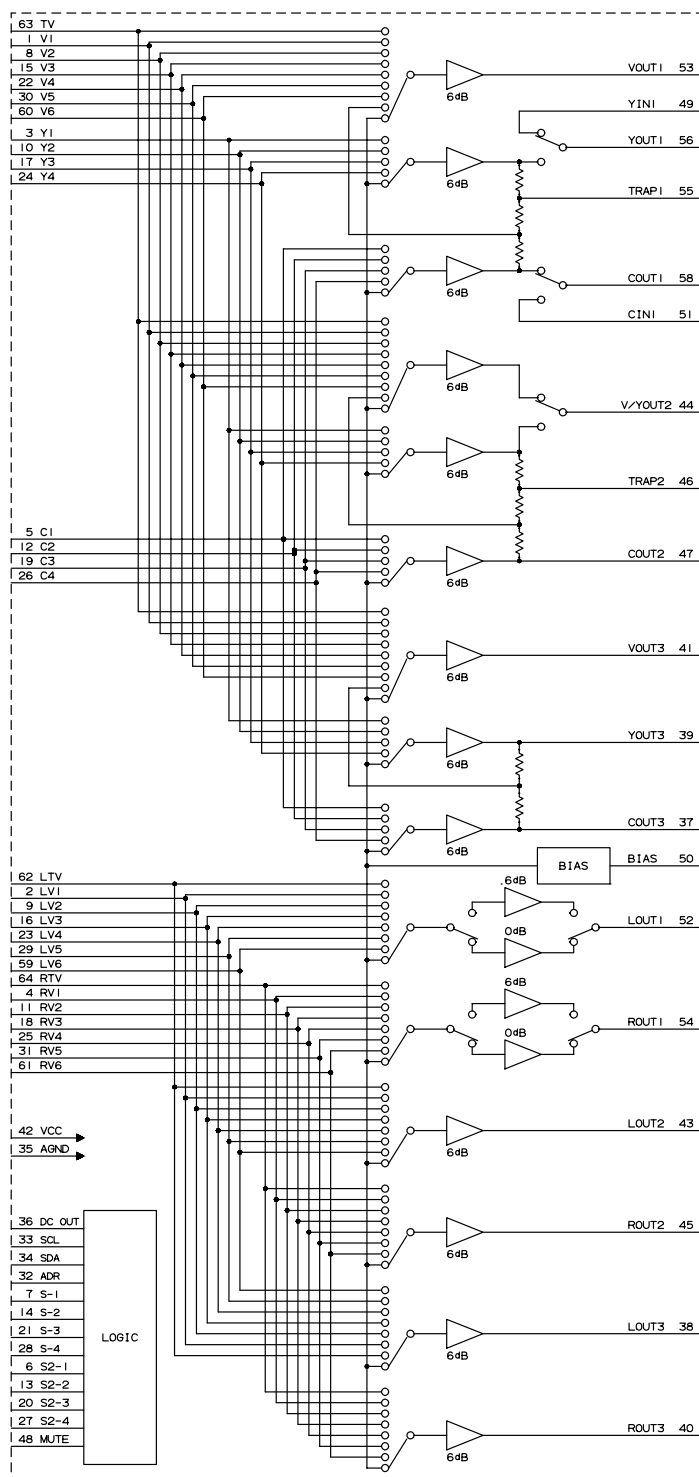 63 TV
1 V1
8 V2
15 V3
22 V4
30 V5
60 V6
3 Y1
10 Y2
17 Y3
24 Y4
5 C1
12 C2
19 C3
26 C4
62 LTV
2 LV1
9 LV2
16 LV3
23 LV4
29 LV5
59 LV6
64 RTV
4 RV1
11 RV2
18 RV3
25 RV4
31 RV5
61 RV6
42 VCC
35 AGND
36 DC OUT
33 SCL
34 SDA
32 ADR
7 S-1
14 S-2
21 S-3
28 S-4
6 S2-1
13 S2-2
20 S2-3
27 S2-4
48 MUTE
LOGIC
6dB
6dB
6dB
6dB
6dB
6dB
6dB
6dB
6dB
BIAS
6dB
0dB
6dB
0dB
6dB
6dB
6dB
6dB
VOUT1 53
YIN1 49
YOUT1 56
TRAP1 55
COUT1 58
CIN1 51
V/YOUT2 44
TRAP2 46
COUT2 47
VOUT3 41
YOUT3 39
COUT3 37
BIAS 50
LOUT1 52
ROUT1 54
LOUT2 43
ROUT2 45
LOUT3 38
ROUT3 40